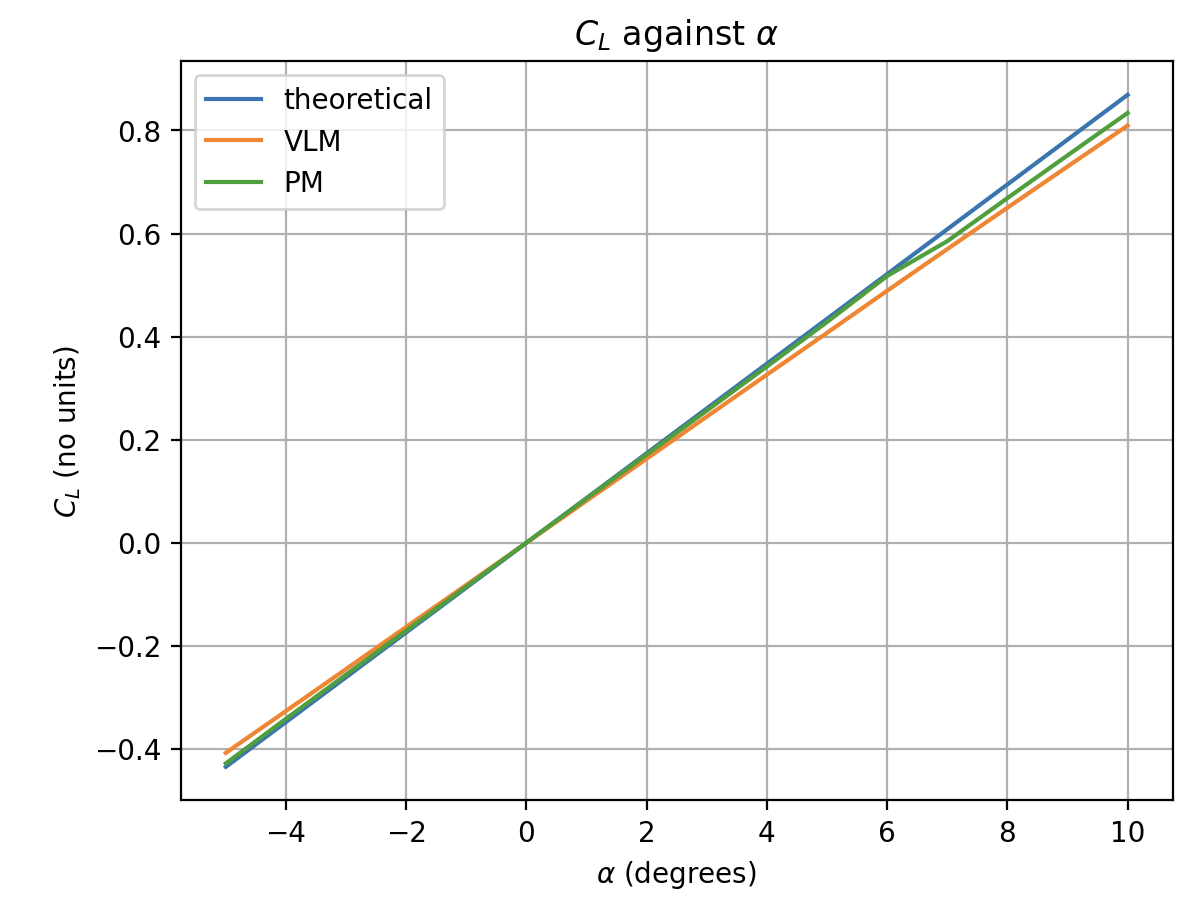 C_L against α
theoretical
VLM
PM
0.8
0.6
0.4
0.2
0.0
−0.2
−0.4
C_L (no units)
−4 −2 0 2 4 6 8 10
α (degrees)